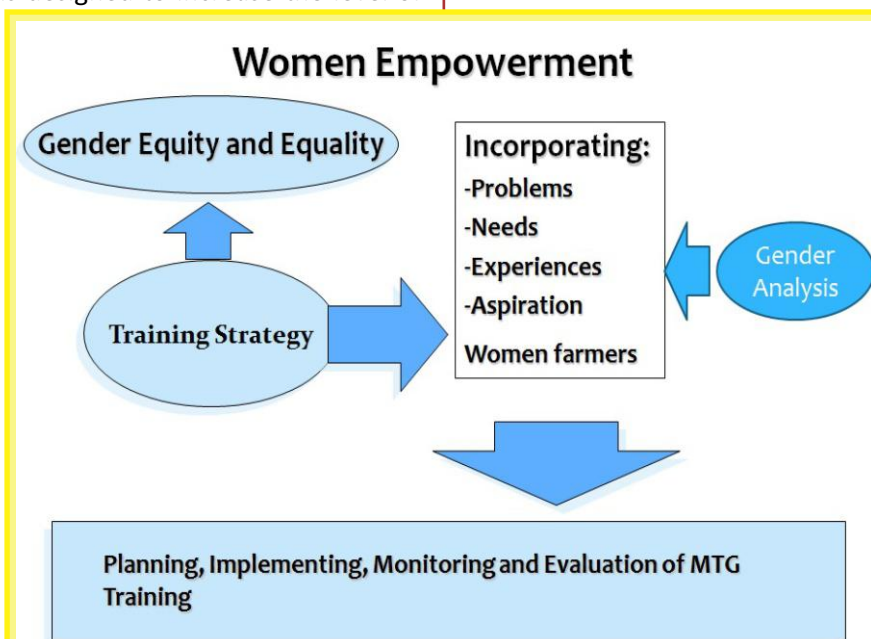 Women Empowerment
Gender Equity and Equality
Incorporating:
-Problems
-Needs
-Experiences
-Aspiration
Women farmers
Gender
Analysis
Training Strategy
Planning, Implementing, Monitoring and Evaluation of MTG
Training